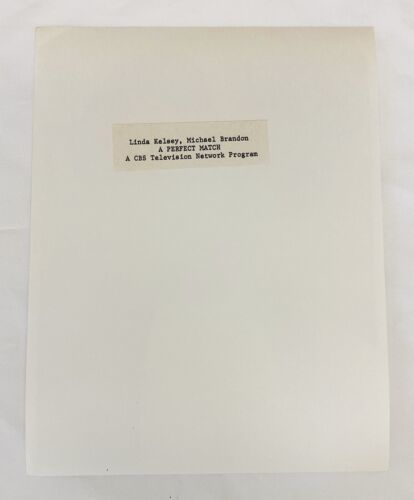 Linda Kelsey, Michael Brandon
A PERFECT MATCH
A CBS Television Network Program